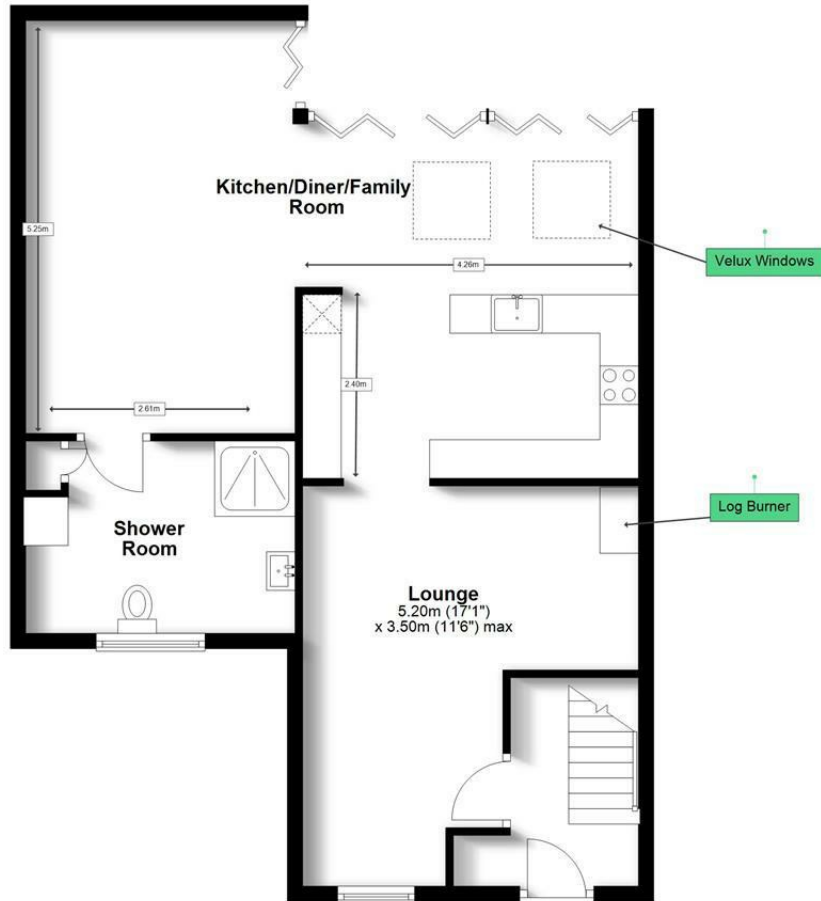 Kitchen/Diner/Family
Room
5.25m
4.26m
Velux Windows
2.40m
2.61m
Shower
Room
Log Burner
Lounge
5.20m (17'1")
x 3.50m (11'6") max